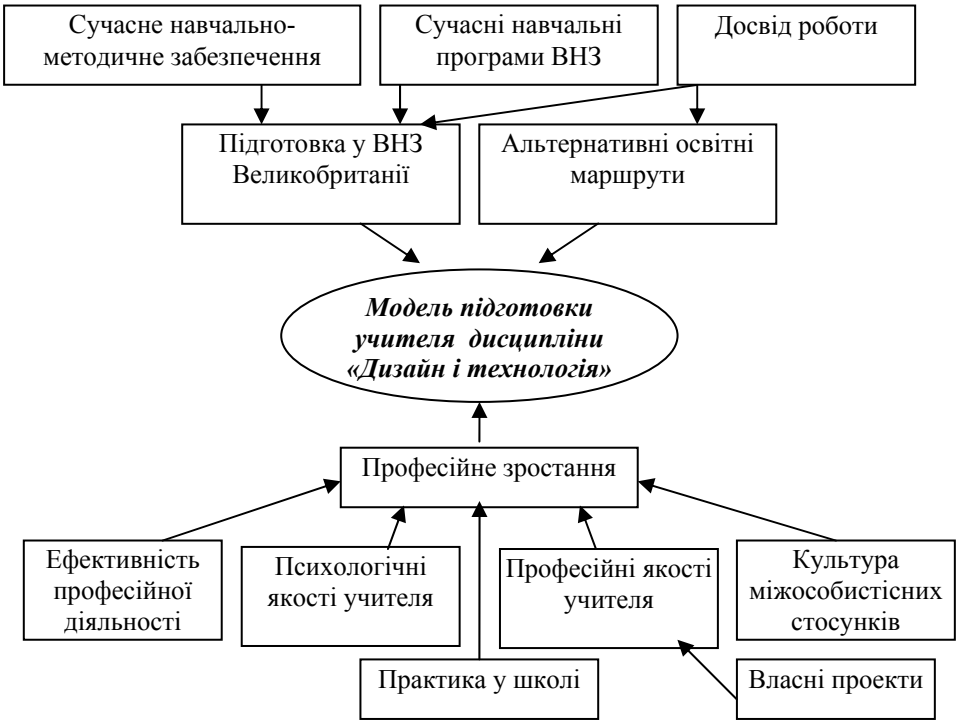 Сучасне навчально-
методичне забезпечення
Сучасні навчальні
програми ВНЗ
Досвід роботи
Підготовка у ВНЗ
Великобританії
Альтернативні освітні
маршрути
Модель підготовки
учителя дисципліни
«Дизайн і технологія»
Професійне зростання
Ефективність
професійної
діяльності
Психологічні
якості учителя
Професійні якості
учителя
Культура
міжособистісних
стосунків
Практика у школі
Власні проекти